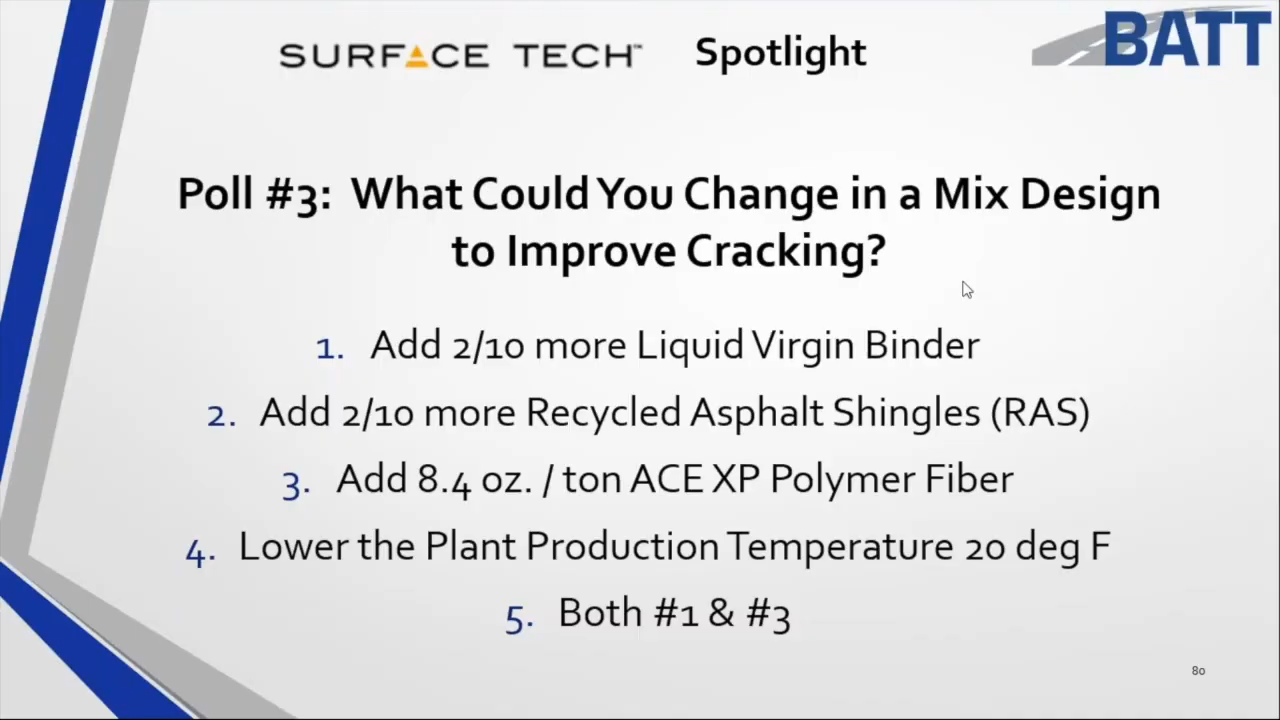 SURFACE TECH™ Spotlight
BATT
Poll #3: What Could You Change in a Mix Design
to Improve Cracking?
1. Add 2/10 more Liquid Virgin Binder
2. Add 2/10 more Recycled Asphalt Shingles (RAS)
3. Add 8.4 oz. / ton ACE XP Polymer Fiber
4. Lower the Plant Production Temperature 20 deg F
5. Both #1 & #3
80